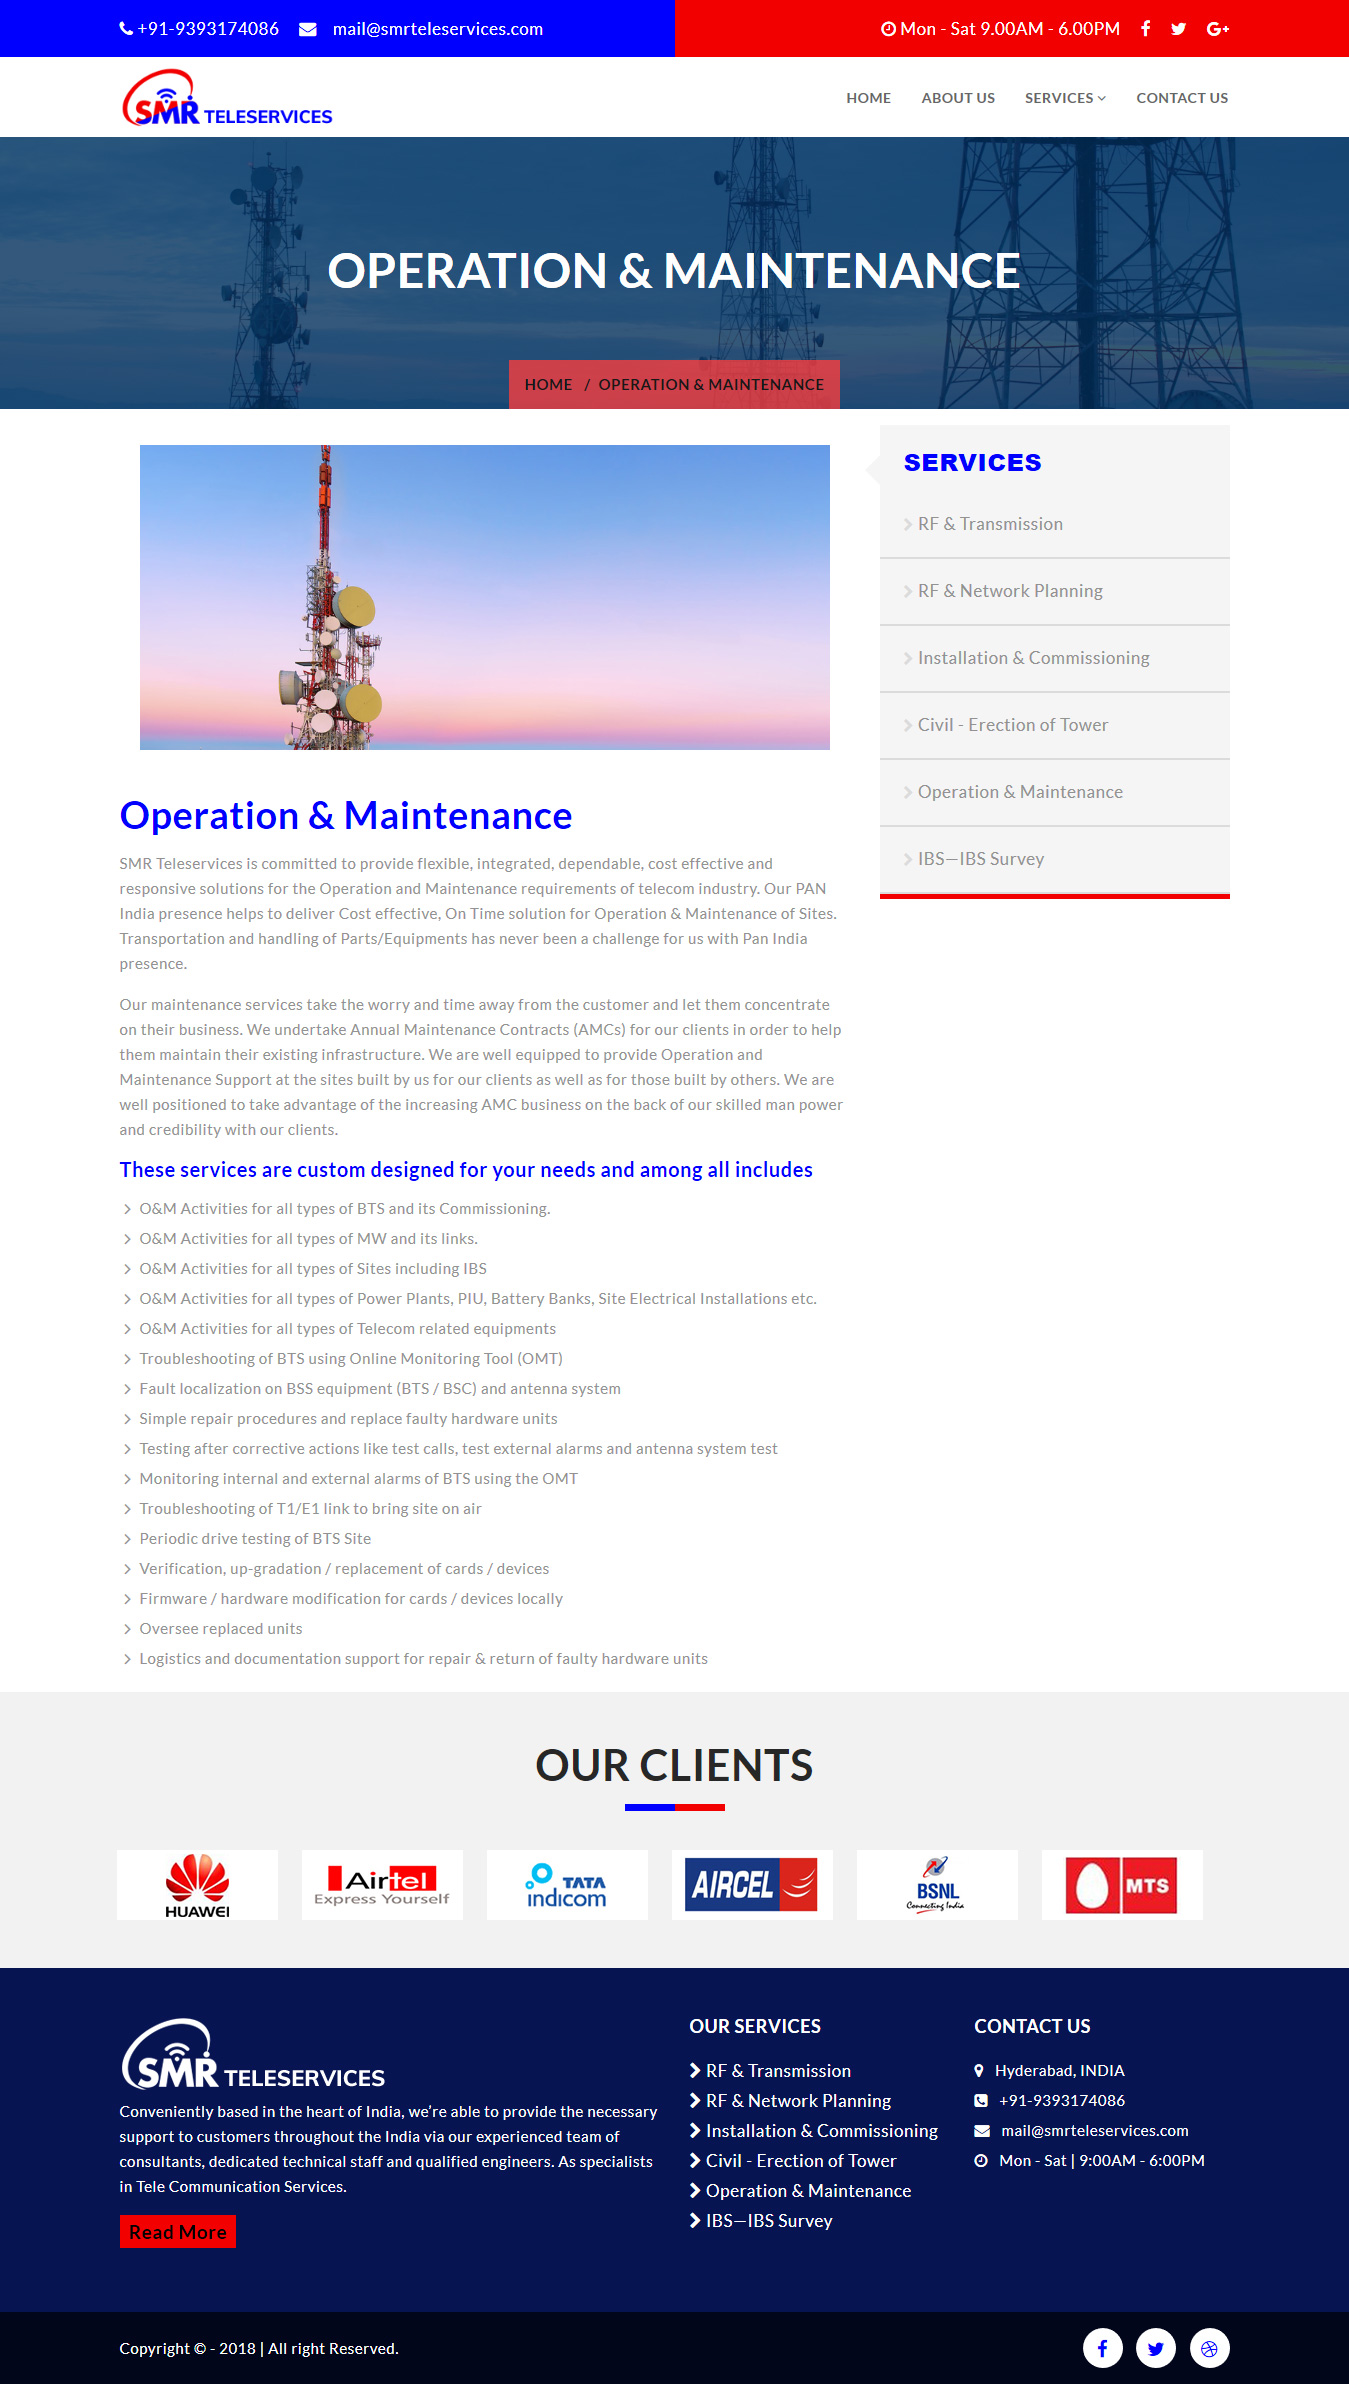 +91-9393174086 mail@smrteleservices.com Mon - Sat 9.00AM - 6.00PM
SMR TELESERVICES
HOME ABOUT US SERVICES CONTACT US
OPERATION & MAINTENANCE
HOME / OPERATION & MAINTENANCE
SERVICES
RF & Transmission
RF & Network Planning
Installation & Commissioning
Civil - Erection of Tower
Operation & Maintenance
IBS—IBS Survey
Operation & Maintenance
SMR Teleservices is committed to provide flexible, integrated, dependable, cost effective and
responsive solutions for the Operation and Maintenance requirements of telecom industry. Our PAN
India presence helps to deliver Cost effective, On Time solution for Operation & Maintenance of Sites.
Transportation and handling of Parts/Equipments has never been a challenge for us with Pan India
presence.
Our maintenance services take the worry and time away from the customer and let them concentrate
on their business. We undertake Annual Maintenance Contracts (AMCs) for our clients in order to help
them maintain their existing infrastructure. We are well equipped to provide Operation and
Maintenance Support at the sites built by us for our clients as well as for those built by others. We are
well positioned to take advantage of the increasing AMC business on the back of our skilled man power
and credibility with our clients.
These services are custom designed for your needs and among all includes
O&M Activities for all types of BTS and its Commissioning.
O&M Activities for all types of MW and its links.
O&M Activities for all types of Sites including IBS
O&M Activities for all types of Power Plants, PIU, Battery Banks, Site Electrical Installations etc.
O&M Activities for all types of Telecom related equipments
Troubleshooting of BTS using Online Monitoring Tool (OMT)
Fault localization on BSS equipment (BTS / BSC) and antenna system
Simple repair procedures and replace faulty hardware units
Testing after corrective actions like test calls, test external alarms and antenna system test
Monitoring internal and external alarms of BTS using the OMT
Troubleshooting of T1/E1 link to bring site on air
Periodic drive testing of BTS Site
Verification, up-gradation / replacement of cards / devices
Firmware / hardware modification for cards / devices locally
Oversee replaced units
Logistics and documentation support for repair & return of faulty hardware units
OUR CLIENTS
HUAWEI
Airtel
Express Yourself
TATA
indicom
AIRCEL
BSNL
Connecting India
MTS
SMR TELESERVICES
Conveniently based in the heart of India, we're able to provide the necessary
support to customers throughout the India via our experienced team of
consultants, dedicated technical staff and qualified engineers. As specialists
in Tele Communication Services.
Read More
OUR SERVICES
RF & Transmission
RF & Network Planning
Installation & Commissioning
Civil - Erection of Tower
Operation & Maintenance
IBS—IBS Survey
CONTACT US
Hyderabad, INDIA
+91-9393174086
mail@smrteleservices.com
Mon - Sat | 9:00AM - 6:00PM
Copyright © - 2018 | All right Reserved.